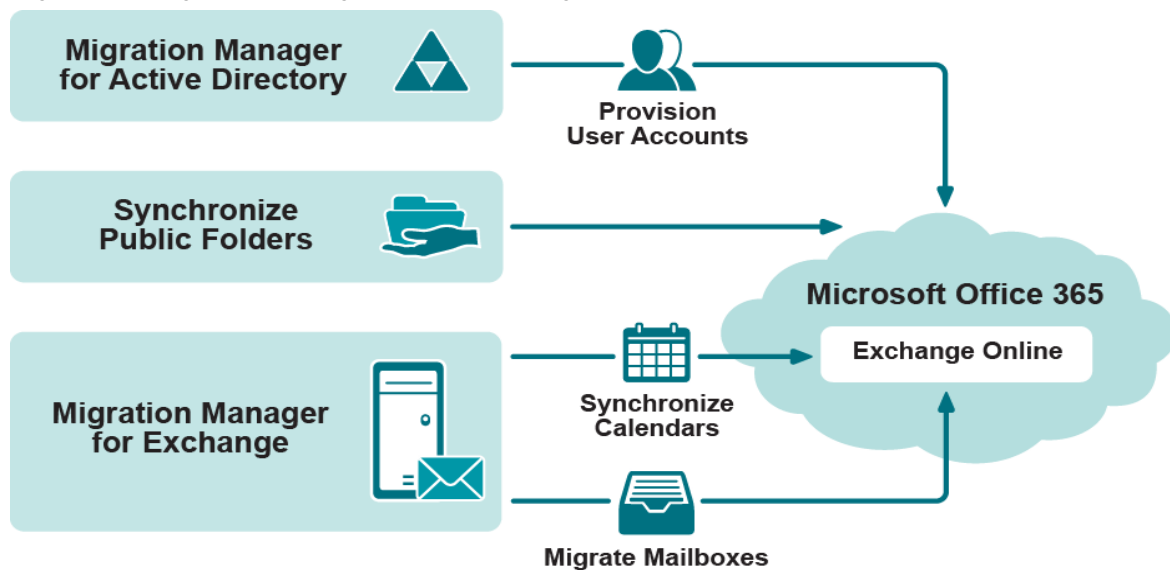 Migration Manager
for Active Directory
Provision
User Accounts
Synchronize
Public Folders
Microsoft Office 365
Exchange Online
Migration Manager
for Exchange
Synchronize
Calendars
Migrate Mailboxes